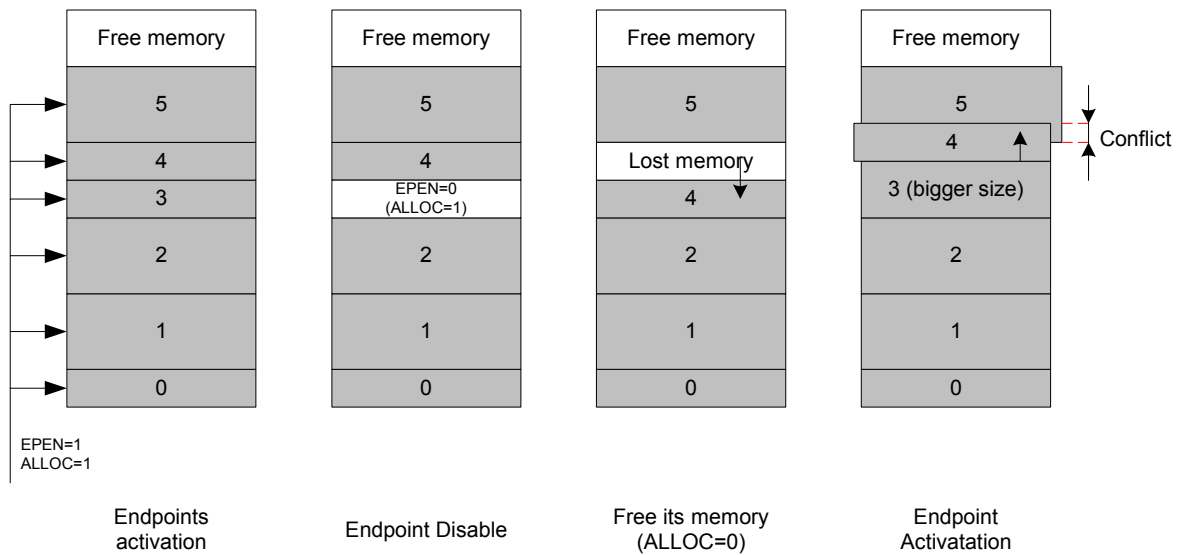 Free memory
5
4
3
2
1
0
EPEN=1
ALLOC=1
Endpoints
activation
Free memory
5
4
EPEN=0
(ALLOC=1)
2
1
0
Endpoint Disable
Free memory
5
Lost memory
4
2
1
0
Free its memory
(ALLOC=0)
Free memory
5
4
Conflict
3 (bigger size)
2
1
0
Endpoint
Activatation